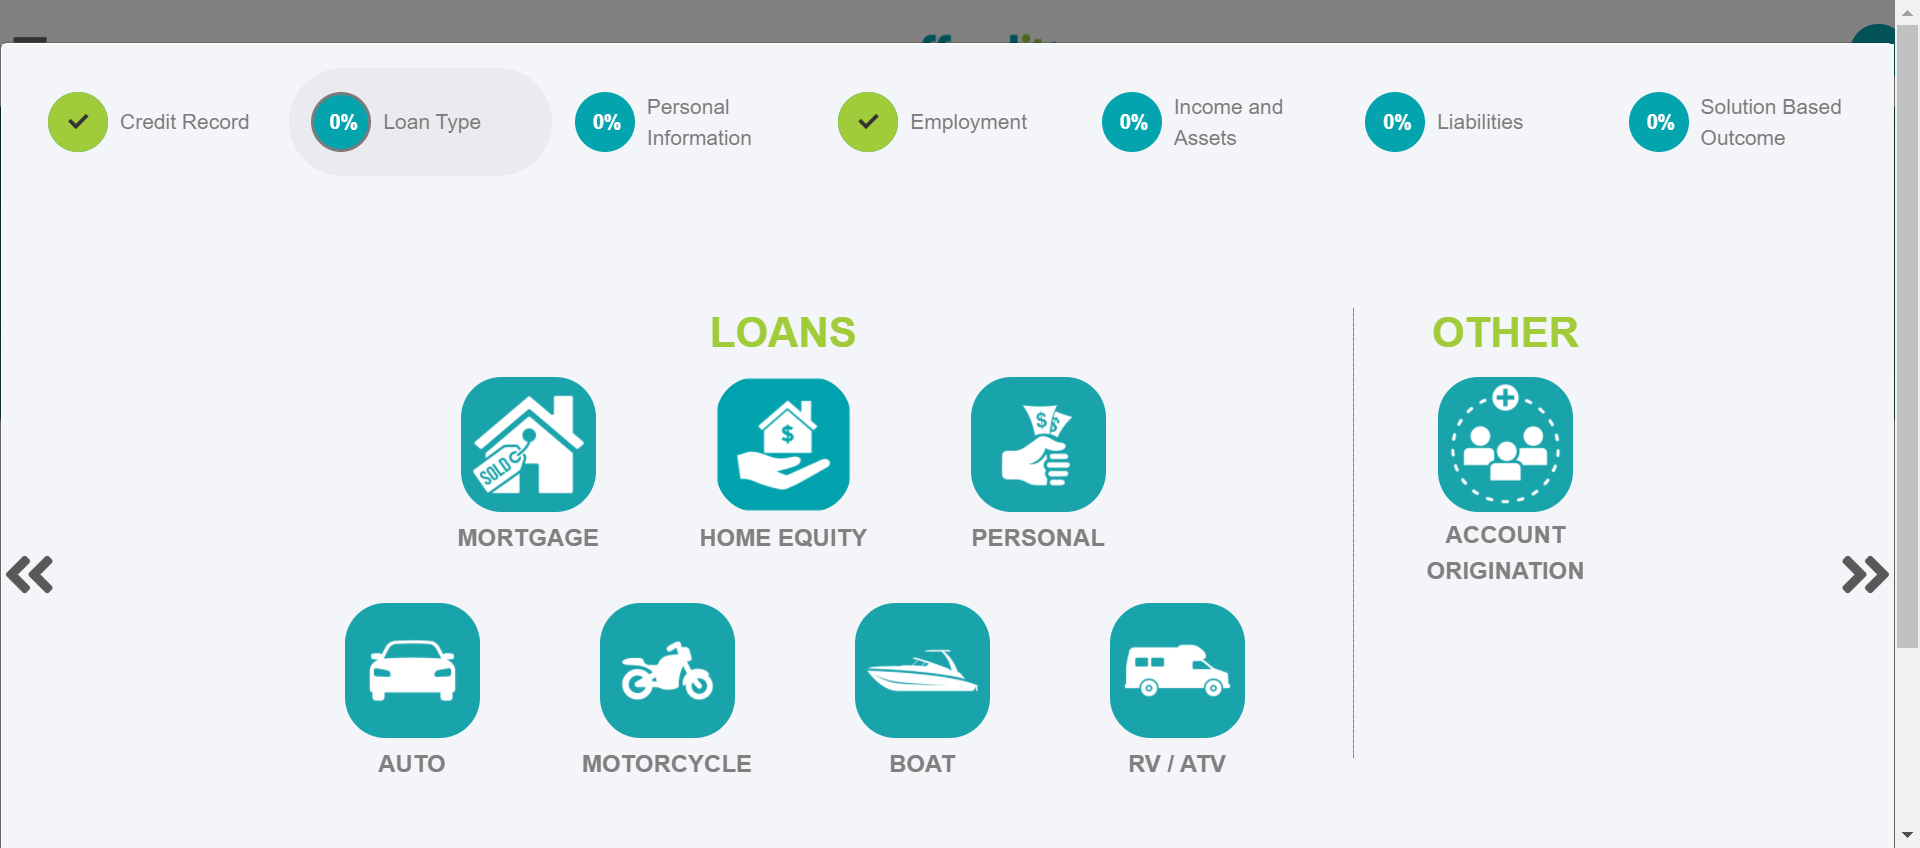 Credit Record
0%
Loan Type
0%
Personal
Information
Employment
0%
Income and
Assets
0%
Liabilities
0%
Solution Based
Outcome
LOANS
SOLD
$
$
$
MORTGAGE
HOME EQUITY
PERSONAL
AUTO
MOTORCYCLE
BOAT
RV / ATV
OTHER
ACCOUNT
ORIGINATION